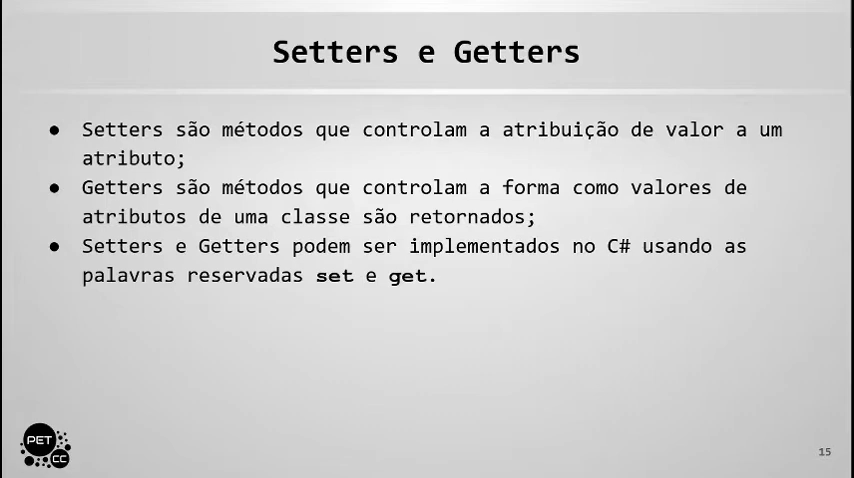 Setters e Getters
● Setters são métodos que controlam a atribuição de valor a um
atributo;
● Getters são métodos que controlam a forma como valores de
atributos de uma classe são retornados;
● Setters e Getters podem ser implementados no C# usando as
palavras reservadas set e get.
PET
CC
15